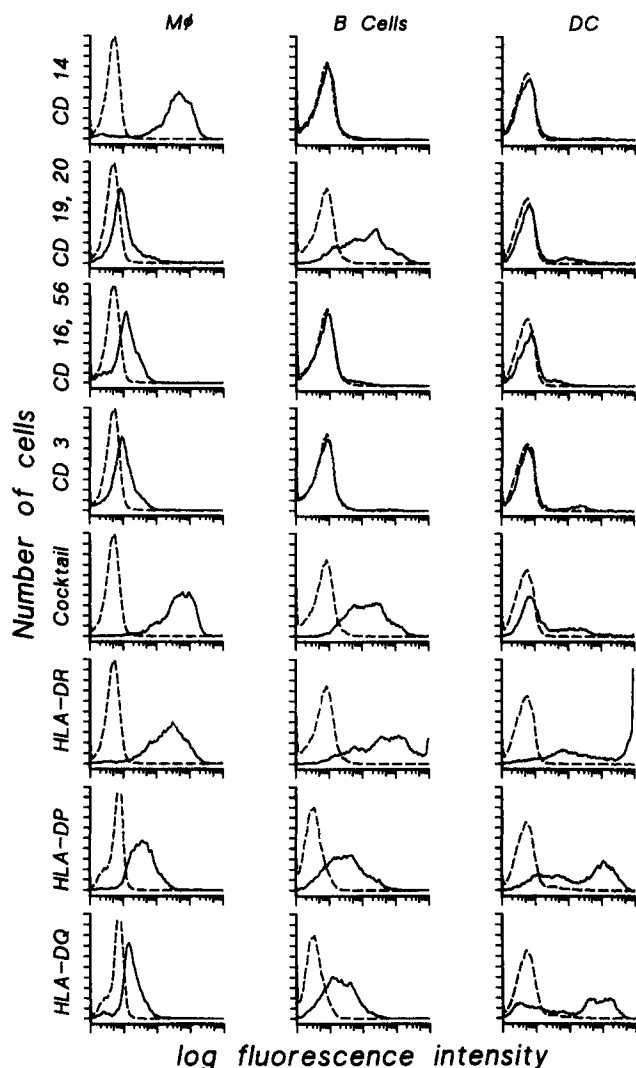 Mφ B Cells DC
CD 14
CD 19, 20
CD 16, 56
CD 3
Cocktail
HLA-DR
HLA-DP
HLA-DQ
Number of cells
log fluorescence intensity